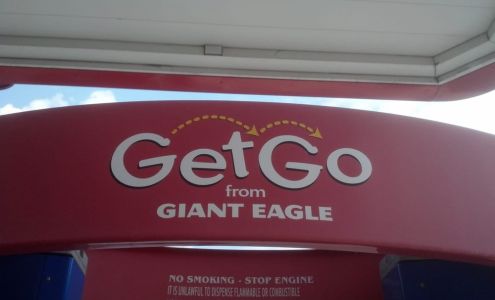 GetGo
from
GIANT EAGLE
NO SMOKING - STOP ENGINE
IT IS UNLAWFUL TO DISPENSE FLAMMABLE OR COMBUSTIBLE